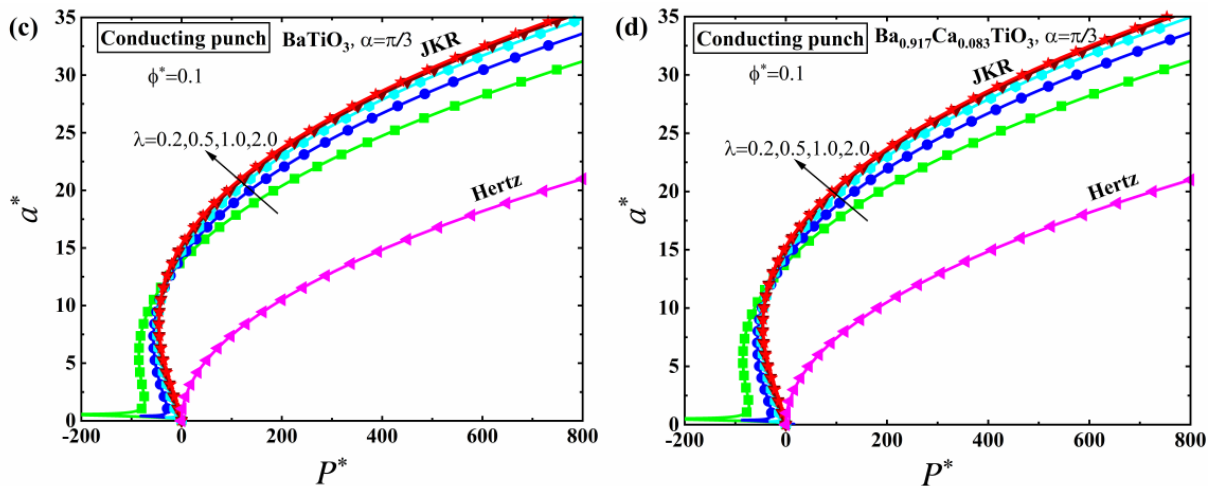 (c)
35
30
25
20
15
10
5
0
a*
Conducting punch
BaTiO₃, α=π/3
ϕ*=0.1
JKR
λ=0.2,0.5,1.0,2.0
Hertz
-200 0 200 400 600 800
P*
(d)
35
30
25
20
15
10
5
0
a*
Conducting punch
Ba₀.₉₁₇Ca₀.₀₈₃TiO₃, α=π/3
ϕ*=0.1
JKR
λ=0.2,0.5,1.0,2.0
Hertz
-200 0 200 400 600 800
P*